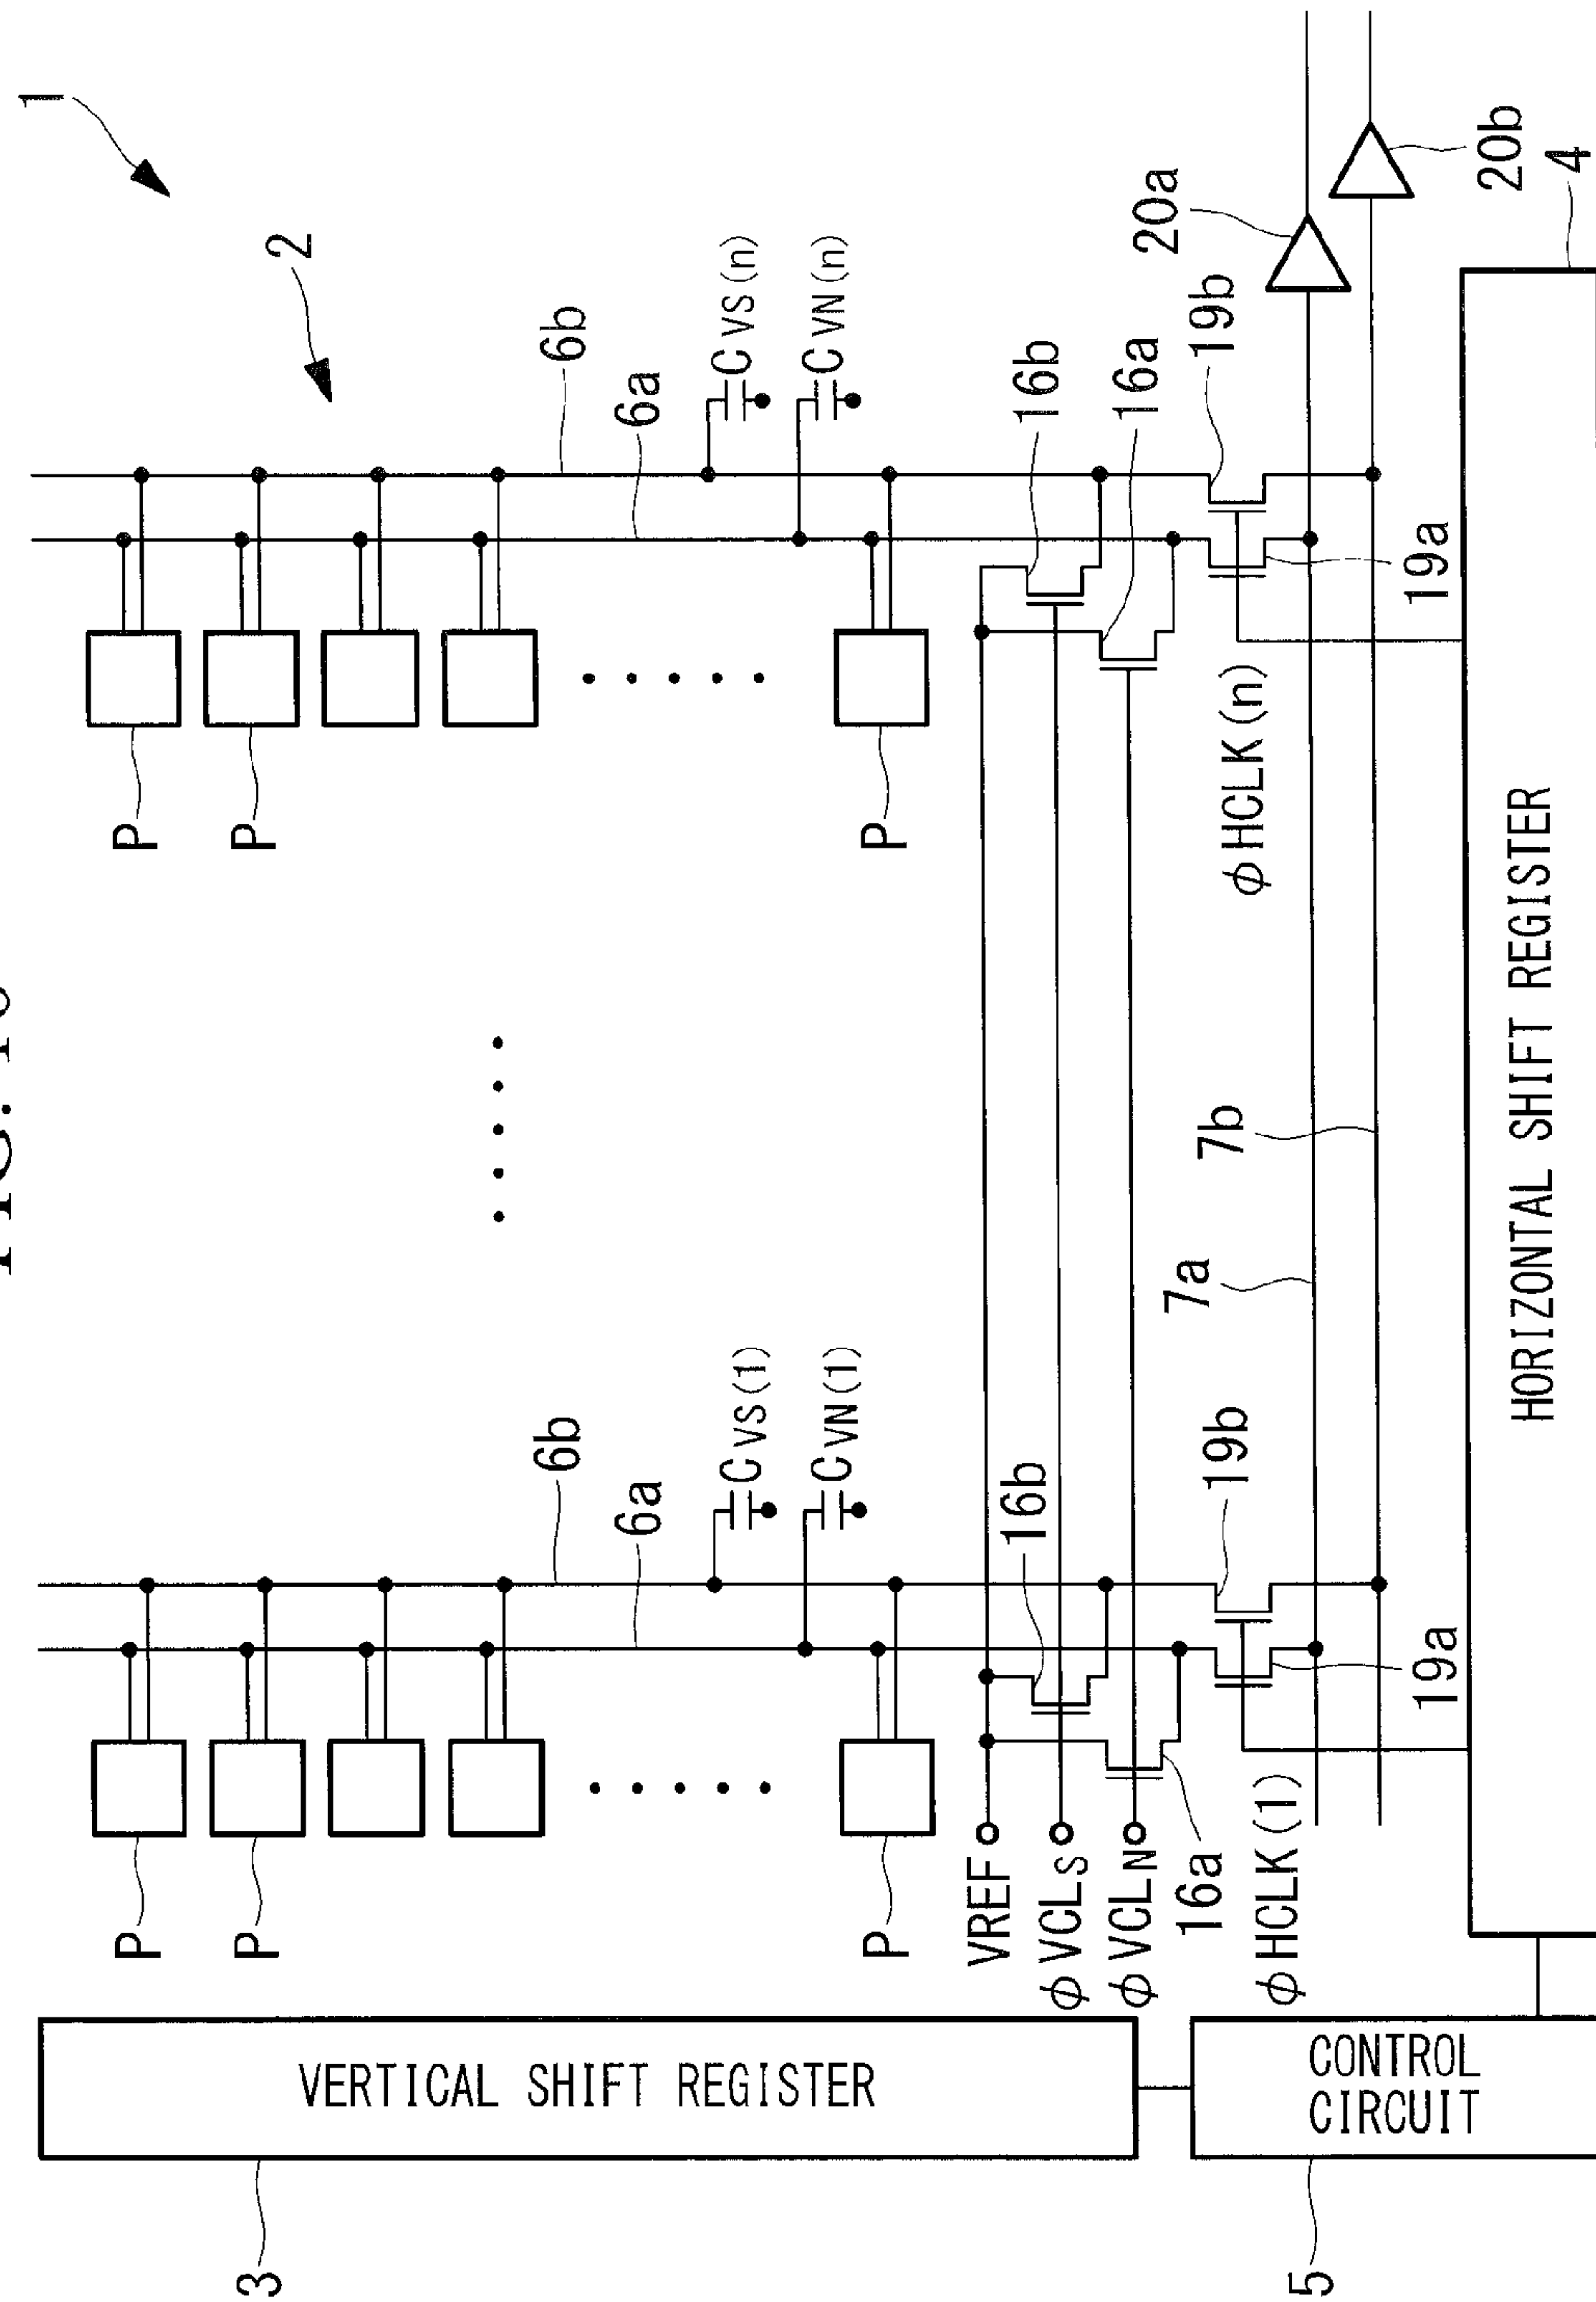 FIG.
1
P
P
P
P
3
2
6b
6b
6a
6a
VERTICAL SHIFT REGISTER
CVS(1)
CVS(n)
CVN(1)
CVN(n)
P
P
VREF
16b
16b
φVCLS
φVCLN
16a
16a
7a
20a
19b
7b
19b
φHCLK(1)
φHCLK(n)
5
CONTROL
CIRCUIT
19a
19a
20b
HORIZONTAL SHIFT REGISTER
4